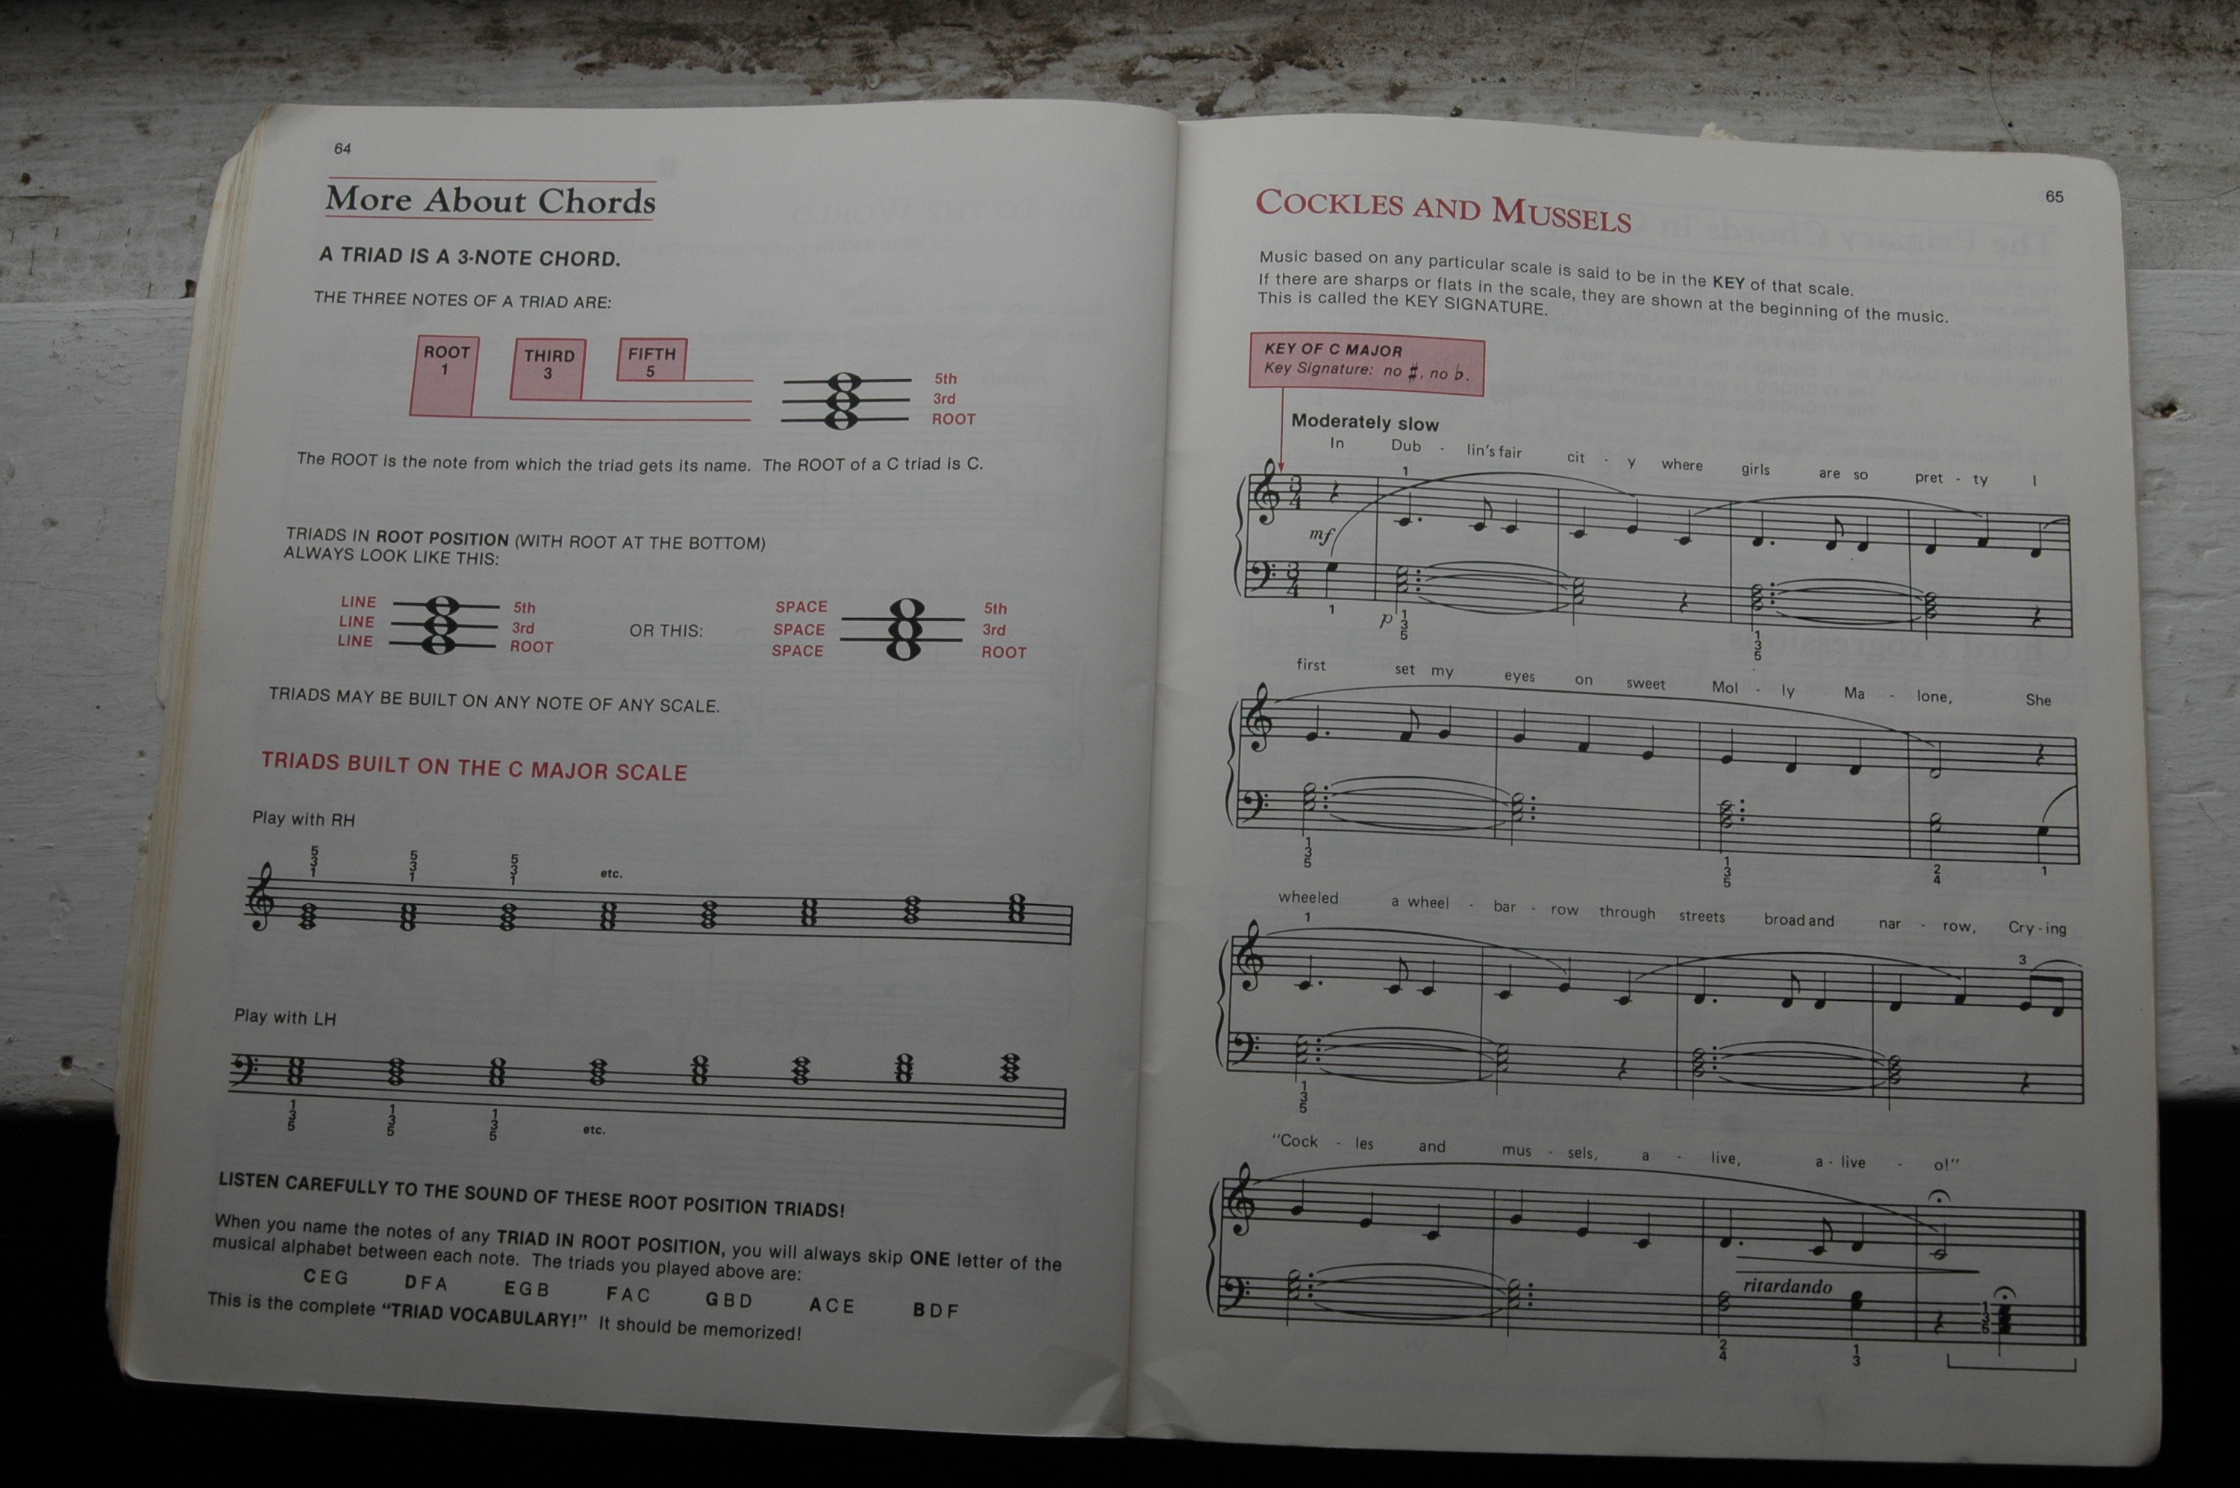 64
More About Chords
A TRIAD IS A 3-NOTE CHORD.
THE THREE NOTES OF A TRIAD ARE:
ROOT THIRD FIFTH
1 3 5
5th
3rd
ROOT
The ROOT is the note from which the triad gets its name. The ROOT of a C triad is C.
TRIADS IN ROOT POSITION (WITH ROOT AT THE BOTTOM)
ALWAYS LOOK LIKE THIS:
LINE 5th
LINE 3rd
LINE ROOT
OR THIS:
SPACE 5th
SPACE 3rd
SPACE ROOT
TRIADS MAY BE BUILT ON ANY NOTE OF ANY SCALE.
TRIADS BUILT ON THE C MAJOR SCALE
Play with RH
5 5 5
3 3 3
1 1 1
etc.
Play with LH
1 1 1
3 3 3
5 5 5
etc.
LISTEN CAREFULLY TO THE SOUND OF THESE ROOT POSITION TRIADS!
When you name the notes of any TRIAD IN ROOT POSITION, you will always skip ONE letter of the
musical alphabet between each note. The triads you played above are:
CEG DFA EGB FAC GBD ACE BDF
This is the complete “TRIAD VOCABULARY!” It should be memorized!
65
COCKLES AND MUSSELS
Music based on any particular scale is said to be in the KEY of that scale.
If there are sharps or flats in the scale, they are shown at the beginning of the music.
This is called the KEY SIGNATURE.
KEY OF C MAJOR
Key Signature: no ♯, no ♭.
Moderately slow
In Dub - lin's fair cit - y where girls are so pret - ty I
1
3
4
mf
3
4
1
p
1 1
3 3
5 5
first set my eyes on sweet Mol - ly Ma - lone, She
1 1 2 1
3 3 4
5 5
wheeled a wheel - bar - row through streets broad and nar - row, Cry - ing
1 3
1
3
5
“Cock - les and mus - sels, a - live, a - live - o!”
ritardando
1
3
5
2 1
4 3